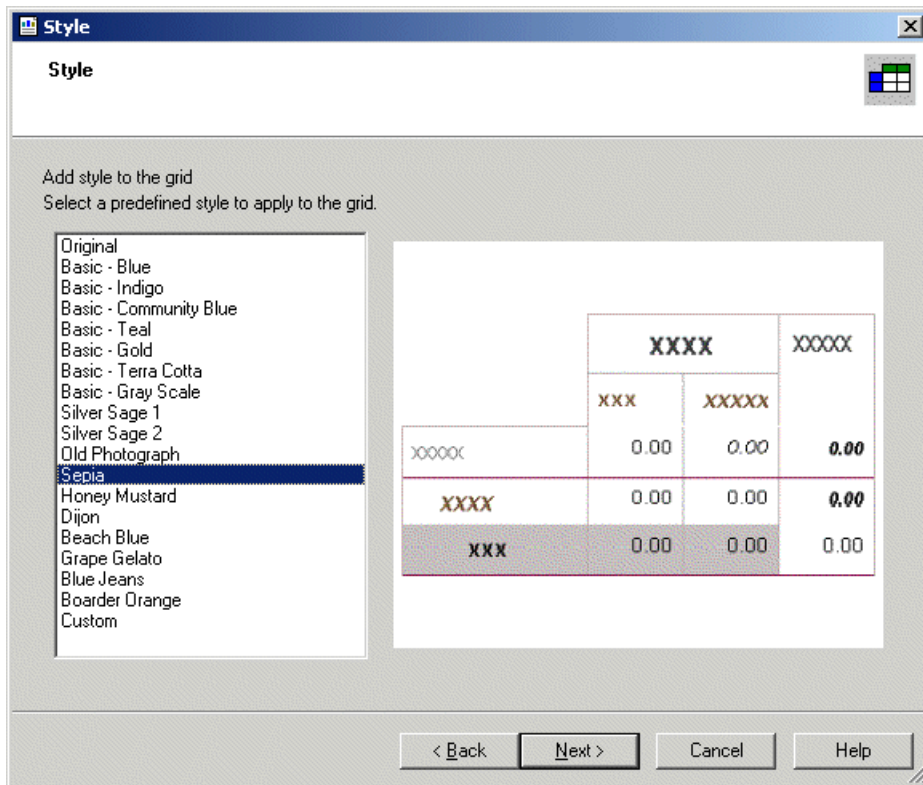 Style
Style
Add style to the grid
Select a predefined style to apply to the grid.
Original
Basic - Blue
Basic - Indigo
Basic - Community Blue
Basic - Teal
Basic - Gold
Basic - Terra Cotta
Basic - Gray Scale
Silver Sage 1
Silver Sage 2
Old Photograph
Sepia
Honey Mustard
Dijon
Beach Blue
Grape Gelato
Blue Jeans
Boarder Orange
Custom
XXXX XXXXX
XXX XXXXX
XXXXX 0.00 0.00 0.00
XXXX 0.00 0.00 0.00
XXX 0.00 0.00 0.00
< Back Next > Cancel Help